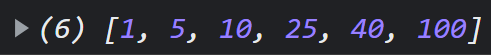 (6) [1, 5, 10, 25, 40, 100]